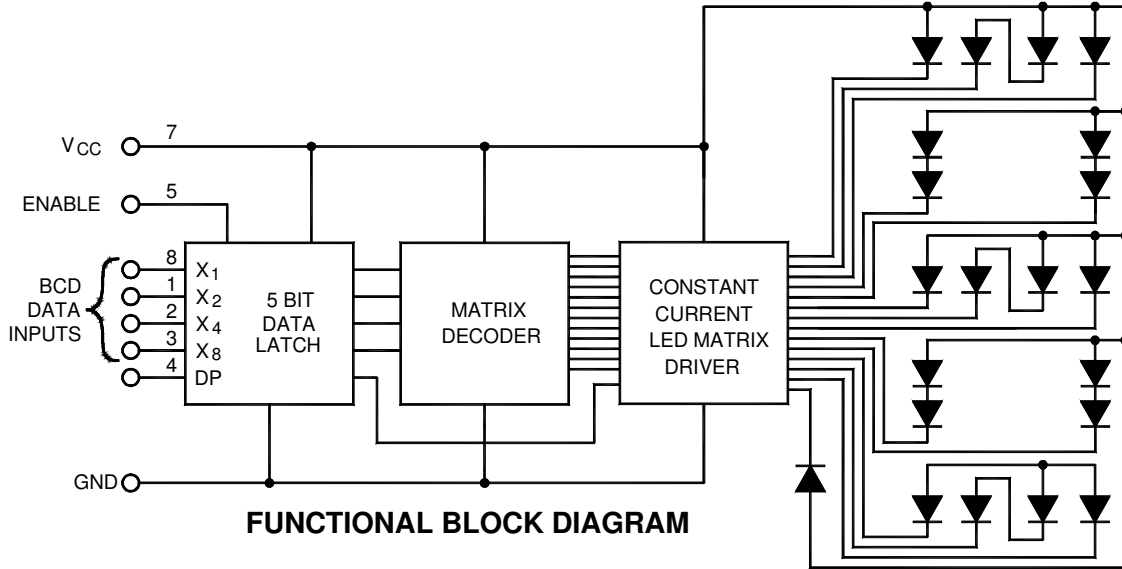 V CC 7
ENABLE 5
BCD
DATA
INPUTS
8 X1
1 X2
2 X4
3 X8
4 DP
5 BIT
DATA
LATCH
MATRIX
DECODER
CONSTANT
CURRENT
LED MATRIX
DRIVER
GND
FUNCTIONAL BLOCK DIAGRAM